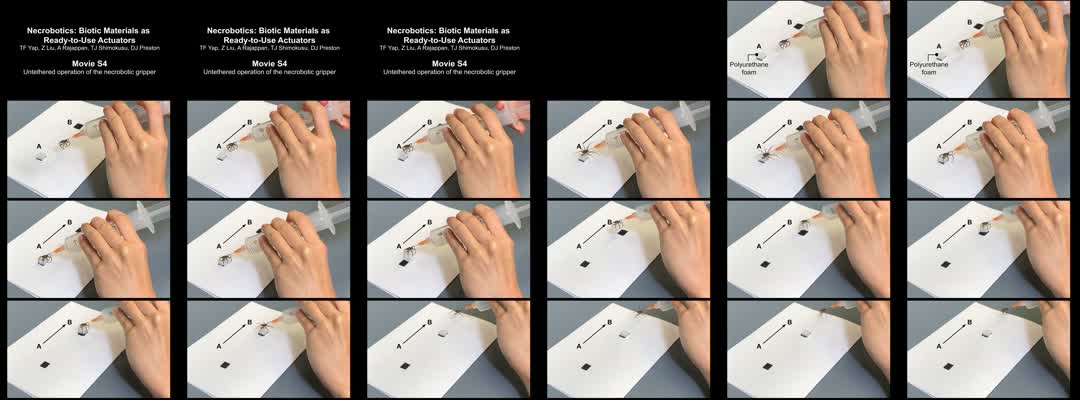 Necrobotics: Biotic Materials as
Ready-to-Use Actuators
TF Yap, Z Liu, A Rajappan, TJ Shimokusu, DJ Preston
Movie S4
Untethered operation of the necrobotic gripper
Necrobotics: Biotic Materials as
Ready-to-Use Actuators
TF Yap, Z Liu, A Rajappan, TJ Shimokusu, DJ Preston
Movie S4
Untethered operation of the necrobotic gripper
Necrobotics: Biotic Materials as
Ready-to-Use Actuators
TF Yap, Z Liu, A Rajappan, TJ Shimokusu, DJ Preston
Movie S4
Untethered operation of the necrobotic gripper
B
A
Polyurethane
foam
B
A
Polyurethane
foam
B
A
B
A
B
A
B
A
B
A
B
A
B
A
B
A
B
A
B
A
B
A
B
A
B
A
B
A
B
A
B
A
B
A
B
A